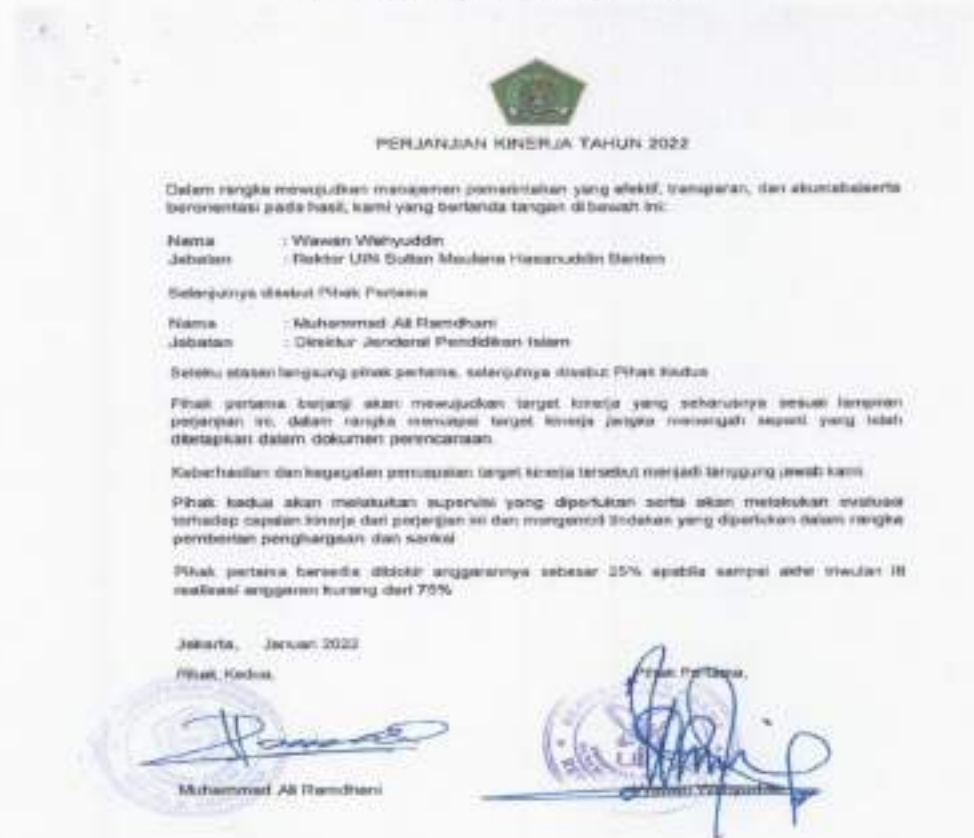 PERJANJIAN KINERJA TAHUN 2022
Dalam rangka mewujudkan manajemen pemerintahan yang efektif, transparan, dan akuntabelserta
berorientasi pada hasil, kami yang bertanda tangan di bawah ini:
Nama : Wawan Wahyuddin
Jabatan : Rektor UIN Sultan Maulana Hasanuddin Banten
Selanjutnya disebut Pihak Pertama
Nama : Muhammad Ali Ramdhani
Jabatan : Direktur Jenderal Pendidikan Islam
Selaku atasan langsung pihak pertama, selanjutnya disebut Pihak Kedua
Pihak pertama berjanji akan mewujudkan target kinerja yang seharusnya sesuai lampiran
perjanjian ini, dalam rangka mencapai target kinerja jangka menengah seperti yang telah
ditetapkan dalam dokumen perencanaan.
Keberhasilan dan kegagalan pencapaian target kinerja tersebut menjadi tanggung jawab kami
Pihak kedua akan melakukan supervisi yang diperlukan serta akan melakukan evaluasi
terhadap capaian kinerja dari perjanjian ini dan mengambil tindakan yang diperlukan dalam rangka
pemberian penghargaan dan sanksi
Pihak pertama bersedia diblokir anggarannya sebesar 25% apabila sampai akhir triwulan III
realisasi anggaran kurang dari 75%
Jakarta, Januari 2022
Pihak Kedua,
Pihak Pertama,
Muhammad Ali Ramdhani
Wawan Wahyuddin